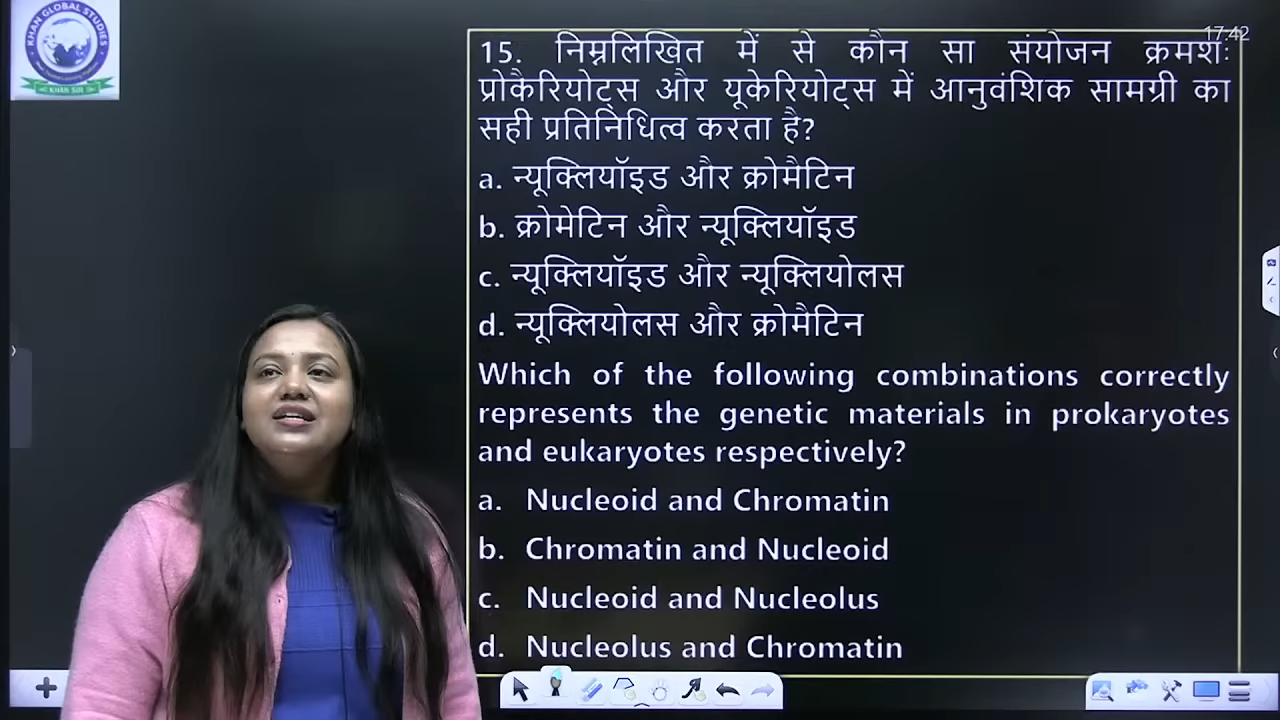 KHAN GLOBAL STUDIES
KHAN SIR
17:42
15. निम्नलिखित में से कौन सा संयोजन क्रमशः
प्रोकैरियोट्स और यूकेरियोट्स में आनुवंशिक सामग्री का
सही प्रतिनिधित्व करता है?
a. न्यूक्लियॉइड और क्रोमैटिन
b. क्रोमेटिन और न्यूक्लियॉइड
c. न्यूक्लियॉइड और न्यूक्लियोलस
d. न्यूक्लियोलस और क्रोमैटिन
Which of the following combinations correctly
represents the genetic materials in prokaryotes
and eukaryotes respectively?
a. Nucleoid and Chromatin
b. Chromatin and Nucleoid
c. Nucleoid and Nucleolus
d. Nucleolus and Chromatin